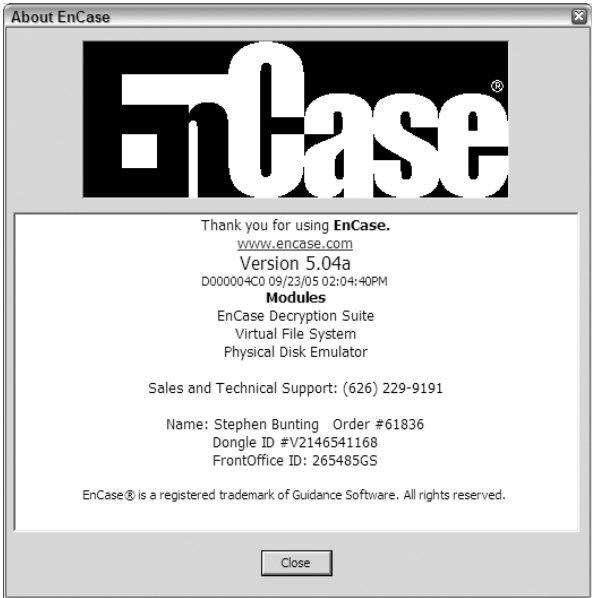 About EnCase
EnCase®
Thank you for using EnCase.
www.encase.com
Version 5.04a
D000004C0 09/23/05 02:04:40PM
Modules
EnCase Decryption Suite
Virtual File System
Physical Disk Emulator
Sales and Technical Support: (626) 229-9191
Name: Stephen Bunting   Order #61836
Dongle ID #V2146541168
FrontOffice ID: 265485GS
EnCase® is a registered trademark of Guidance Software. All rights reserved.
Close